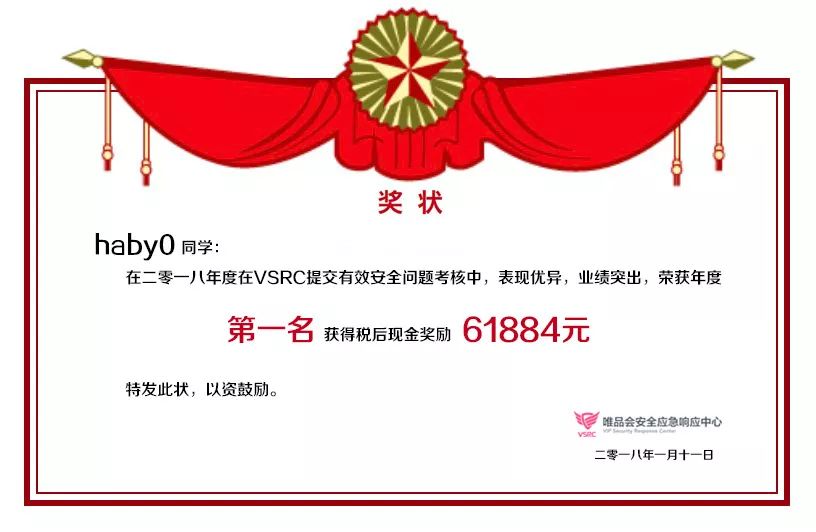 奖 状
haby0 同学：
在二零一八年度在VSRC提交有效安全问题考核中，表现优异，业绩突出，荣获年度
第一名 获得税后现金奖励 61884元
特发此状，以资鼓励。
唯品会安全应急响应中心
VIP Security Response Center
VSRC
二零一八年一月十一日